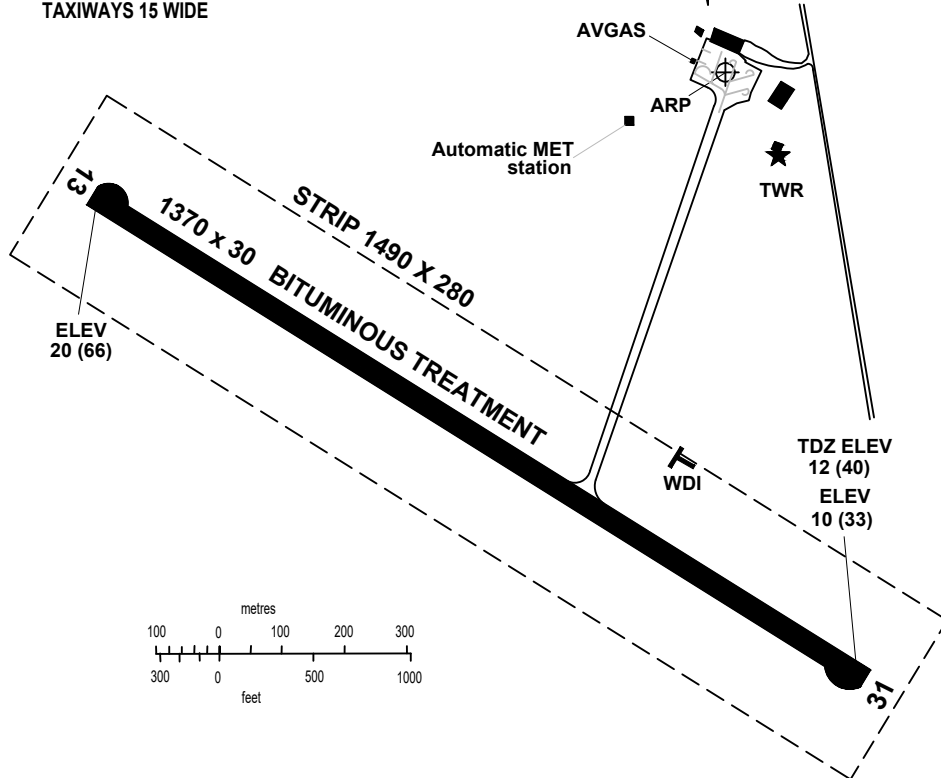 TAXIWAYS 15 WIDE
AVGAS
ARP
Automatic MET
station
TWR
13
STRIP 1490 X 280
1370 x 30 BITUMINOUS TREATMENT
ELEV
20 (66)
WDI
TDZ ELEV
12 (40)
ELEV
10 (33)
31
metres
100 0 100 200 300
300 0 500 1000
feet